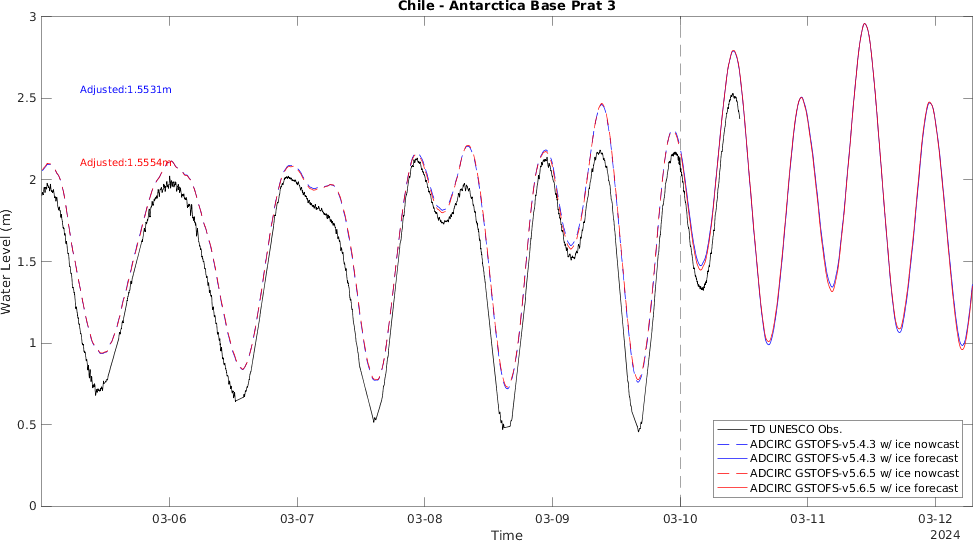 Chile - Antarctica Base Prat 3
3
2.5
2
1.5
1
0.5
0
Water Level (m)
Adjusted:1.5531m
Adjusted:1.5554m
TD UNESCO Obs.
ADCIRC GSTOFS-v5.4.3 w/ ice nowcast
ADCIRC GSTOFS-v5.4.3 w/ ice forecast
ADCIRC GSTOFS-v5.6.5 w/ ice nowcast
ADCIRC GSTOFS-v5.6.5 w/ ice forecast
03-06 03-07 03-08 03-09 03-10 03-11 03-12
Time
2024